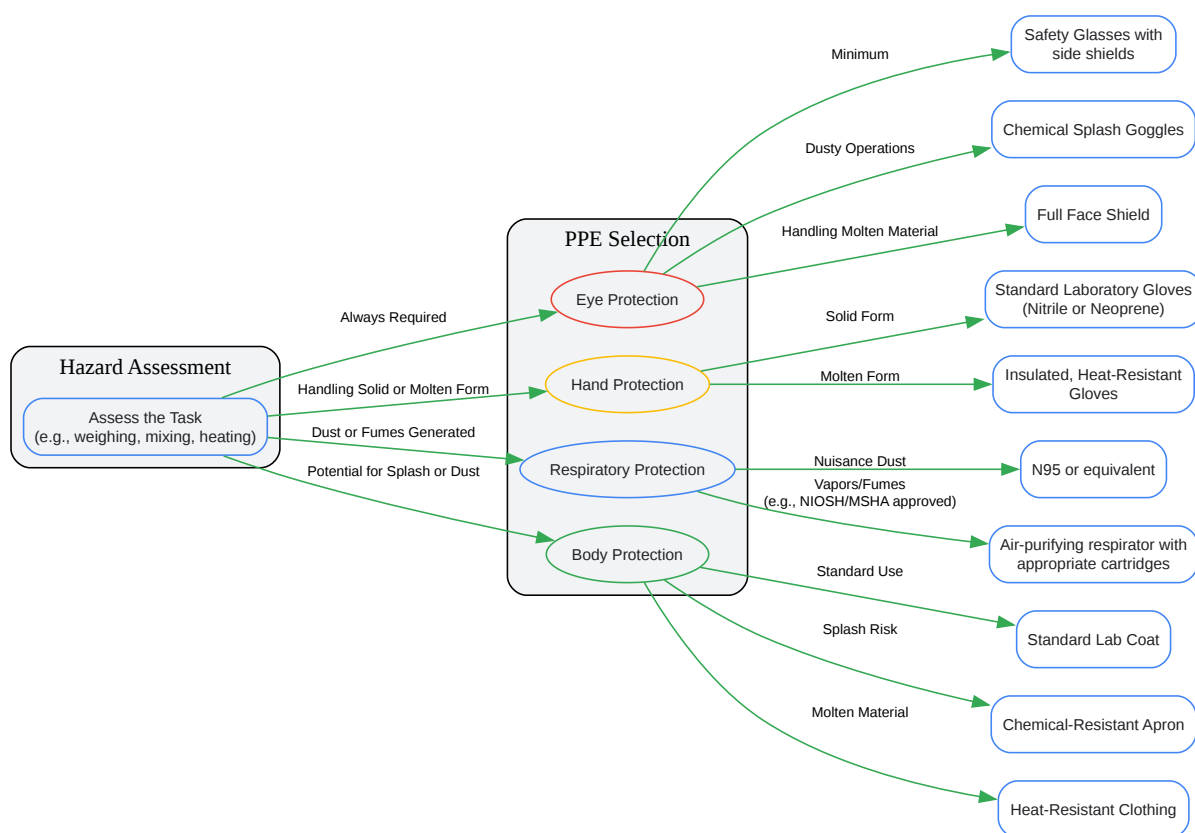 Hazard Assessment
Assess the Task
(e.g., weighing, mixing, heating)
Always Required
Handling Solid or Molten Form
Dust or Fumes Generated
Potential for Splash or Dust
PPE Selection
Eye Protection
Hand Protection
Respiratory Protection
Body Protection
Minimum
Dusty Operations
Handling Molten Material
Solid Form
Molten Form
Nuisance Dust
Vapors/Fumes
(e.g., NIOSH/MSHA approved)
Standard Use
Splash Risk
Molten Material
Safety Glasses with
side shields
Chemical Splash Goggles
Full Face Shield
Standard Laboratory Gloves
(Nitrile or Neoprene)
Insulated, Heat-Resistant
Gloves
N95 or equivalent
Air-purifying respirator with
appropriate cartridges
Standard Lab Coat
Chemical-Resistant Apron
Heat-Resistant Clothing